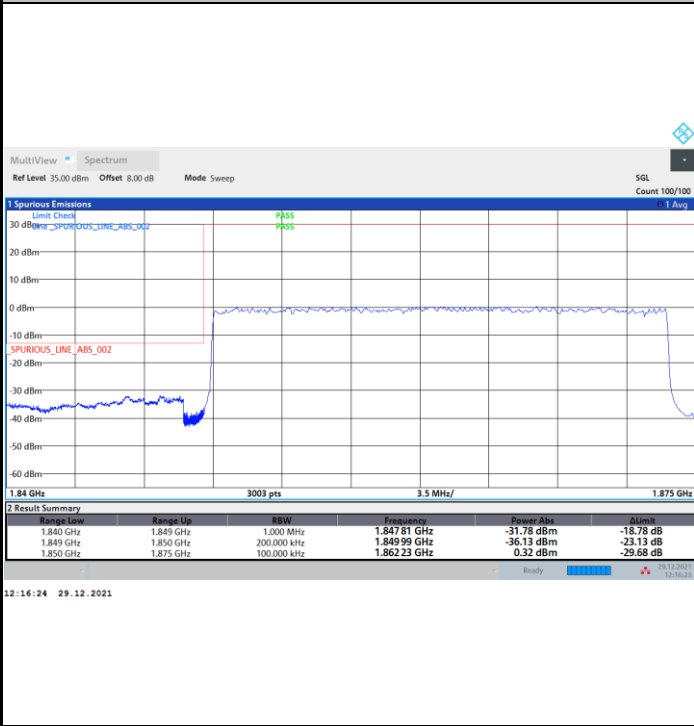 MultiView Spectrum
Ref Level 35.00 dBm Offset 8.00 dB Mode Sweep SGL
Count 100/100
1 Spurious Emissions 1 Avg
Limit Check PASS
30 dBm Line _SPURIOUS_LINE_ABS_002 PASS
20 dBm
10 dBm
0 dBm
-10 dBm
_SPURIOUS_LINE_ABS_002
-20 dBm
-30 dBm
-40 dBm
-50 dBm
-60 dBm
1.84 GHz 3003 pts 3.5 MHz/ 1.875 GHz
2 Result Summary
Range Low Range Up RBW Frequency Power Abs ΔLimit
1.840 GHz 1.849 GHz 1.000 MHz 1.847 81 GHz -31.78 dBm -18.78 dB
1.849 GHz 1.850 GHz 200.000 kHz 1.849 99 GHz -36.13 dBm -23.13 dB
1.850 GHz 1.875 GHz 100.000 kHz 1.862 23 GHz 0.32 dBm -29.68 dB
Ready 29.12.2021
12:16:23
12:16:24 29.12.2021